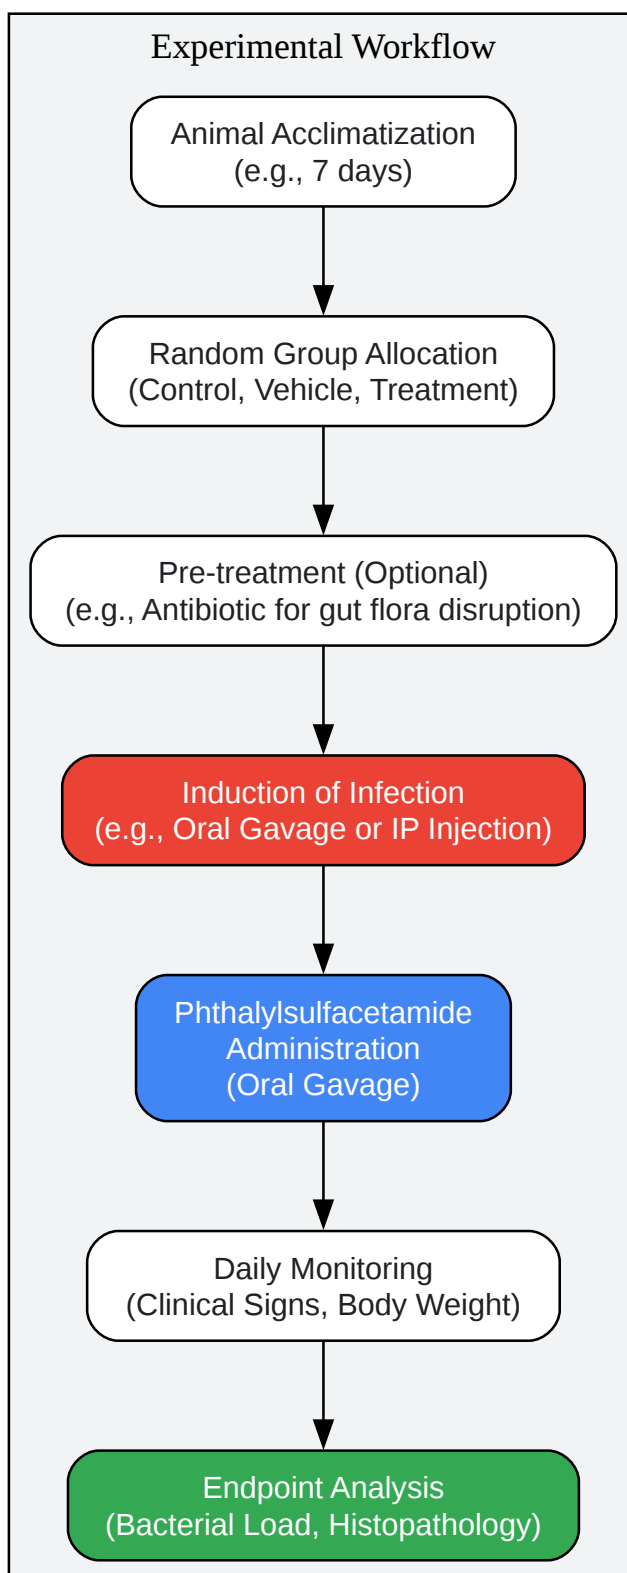 Experimental Workflow
Animal Acclimatization
(e.g., 7 days)
Random Group Allocation
(Control, Vehicle, Treatment)
Pre-treatment (Optional)
(e.g., Antibiotic for gut flora disruption)
Induction of Infection
(e.g., Oral Gavage or IP Injection)
Phthalylsulfacetamide
Administration
(Oral Gavage)
Daily Monitoring
(Clinical Signs, Body Weight)
Endpoint Analysis
(Bacterial Load, Histopathology)